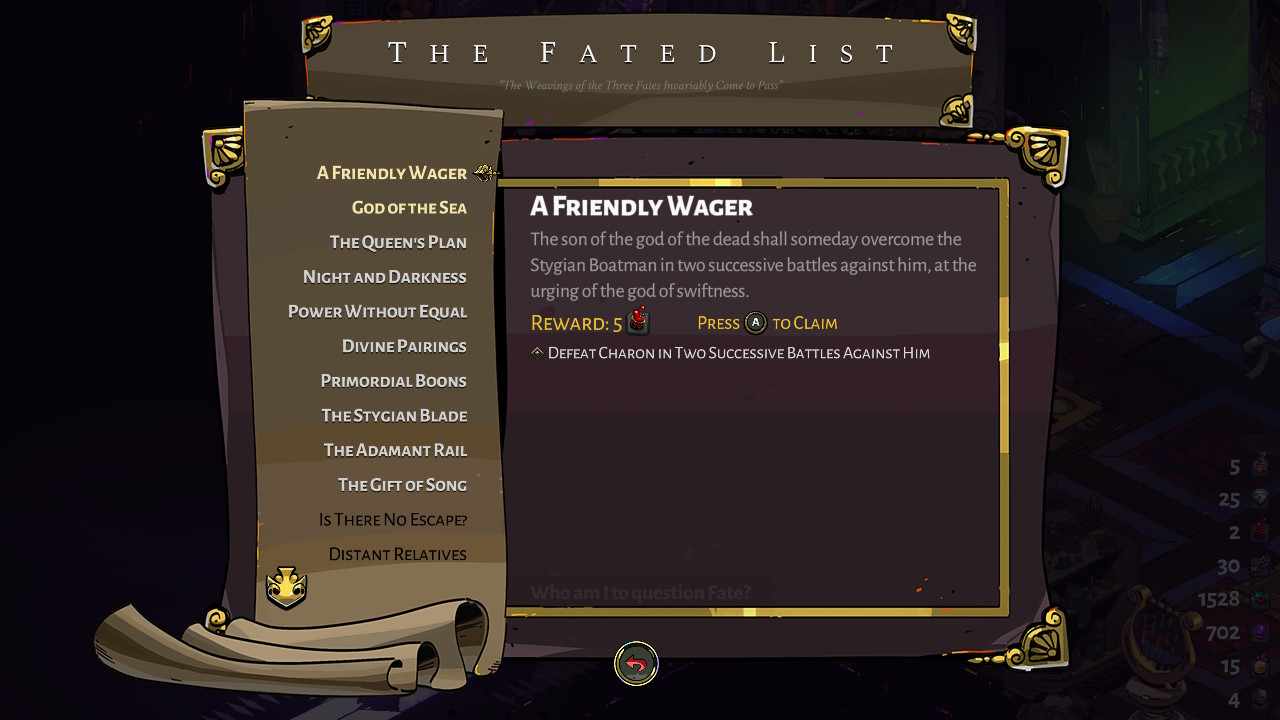 The Fated List
"The Weavings of the Three Fates Invariably Come to Pass"
A Friendly Wager
God of the Sea
The Queen's Plan
Night and Darkness
Power Without Equal
Divine Pairings
Primordial Boons
The Stygian Blade
The Adamant Rail
The Gift of Song
Is There No Escape?
Distant Relatives
A Friendly Wager
The son of the god of the dead shall someday overcome the
Stygian Boatman in two successive battles against him, at the
urging of the god of swiftness.
Reward: 5 Press A to Claim
Defeat Charon in Two Successive Battles Against Him
Who am I to question Fate?
5
25
2
30
1528
702
15
4